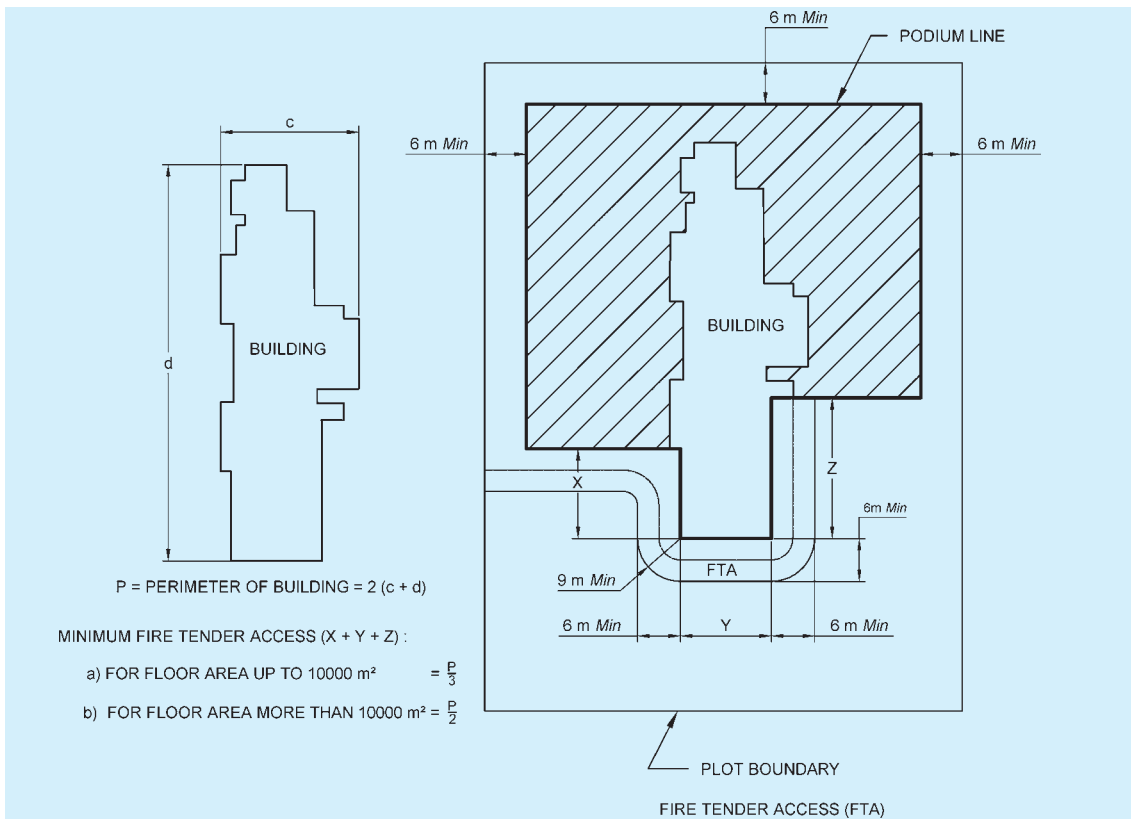 6 m Min
PODIUM LINE
c
6 m Min
6 m Min
d
BUILDING
BUILDING
X
Z
6m Min
9 m Min
FTA
6 m Min
Y
6 m Min
P = PERIMETER OF BUILDING = 2 (c + d)
MINIMUM FIRE TENDER ACCESS (X + Y + Z) :
a) FOR FLOOR AREA UP TO 10000 m² = P/3
b) FOR FLOOR AREA MORE THAN 10000 m² = P/2
PLOT BOUNDARY
FIRE TENDER ACCESS (FTA)